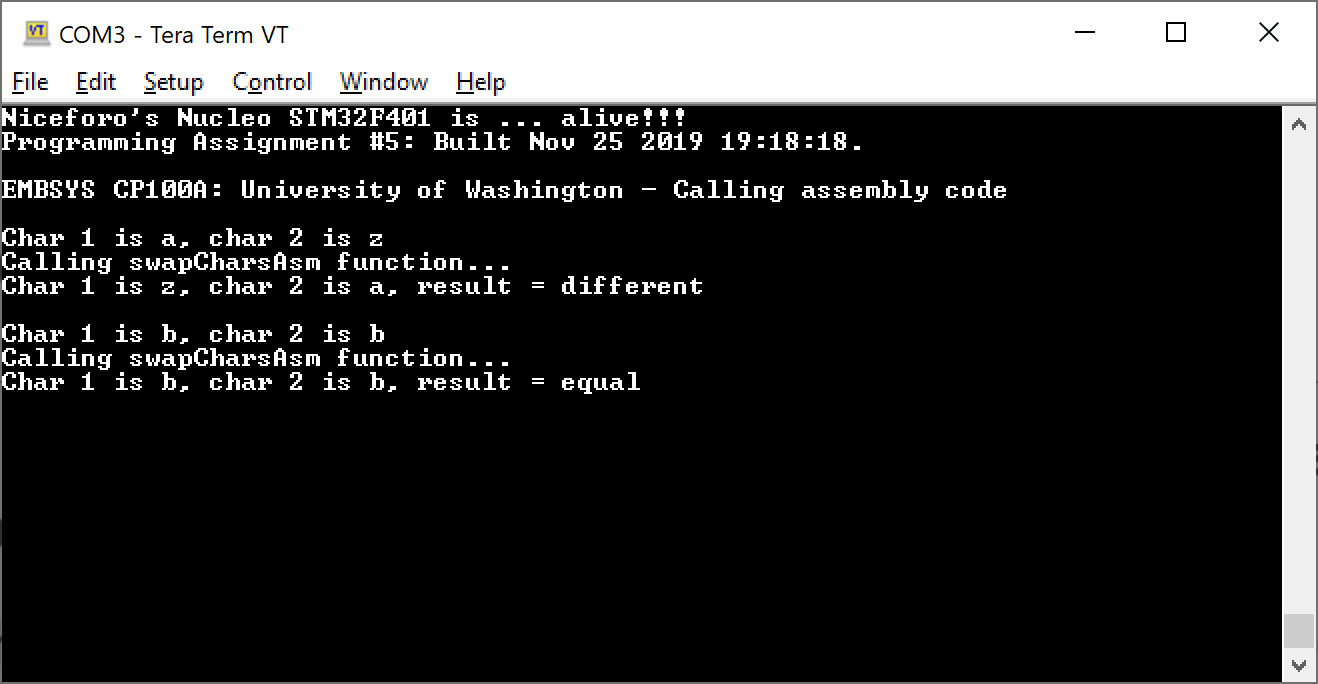 VT
COM3 - Tera Term VT
File Edit Setup Control Window Help
Niceforo's Nucleo STM32F401 is ... alive!!!
Programming Assignment #5: Built Nov 25 2019 19:18:18.
EMBSYS CP100A: University of Washington - Calling assembly code
Char 1 is a, char 2 is z
Calling swapCharsAsm function...
Char 1 is z, char 2 is a, result = different
Char 1 is b, char 2 is b
Calling swapCharsAsm function...
Char 1 is b, char 2 is b, result = equal